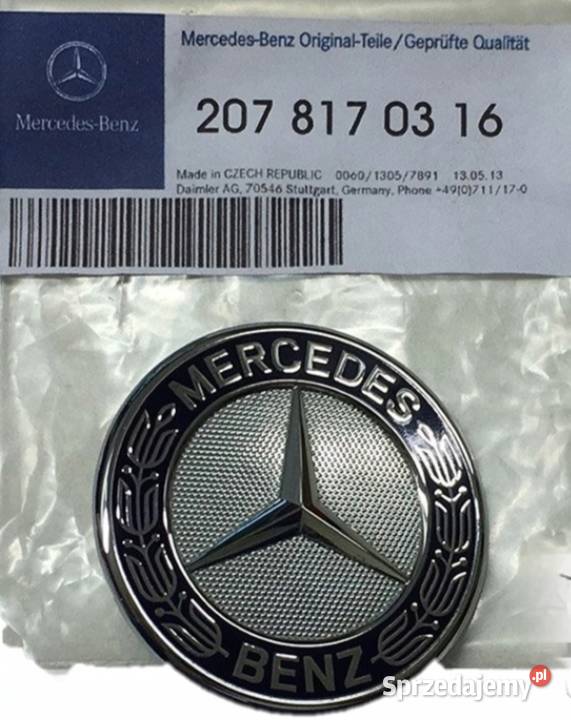 Mercedes-Benz Original-Teile/Geprüfte Qualität
Mercedes-Benz
207 817 03 16
Made in CZECH REPUBLIC 0060/1305/7891 13.05.13
Daimler AG, 70546 Stuttgart, Germany, Phone +49(0)711/17-0
MERCEDES
BENZ
Sprzedajemy.pl